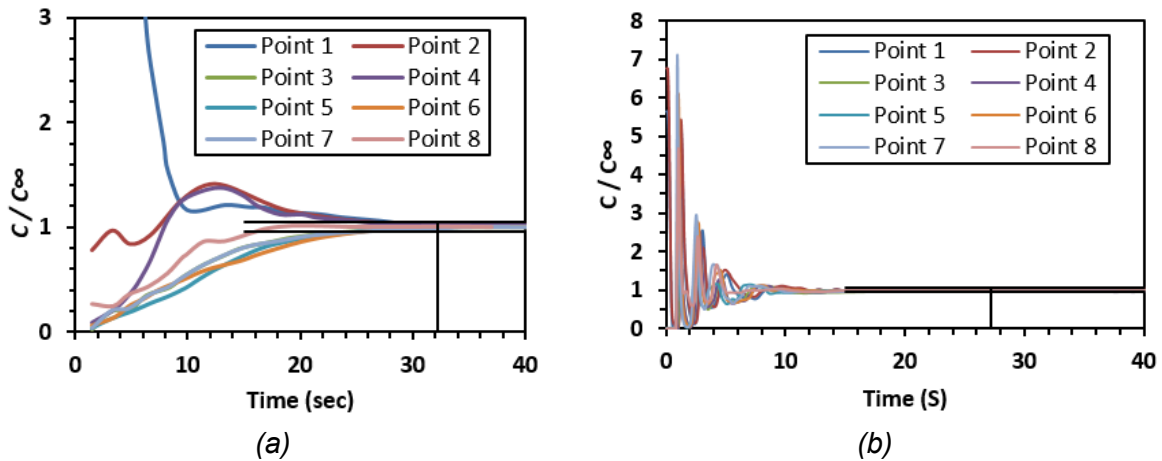 3
2
1
0
C / C∞
Point 1 Point 2
Point 3 Point 4
Point 5 Point 6
Point 7 Point 8
0 10 20 30 40
Time (sec)
(a)
8
7
6
5
4
3
2
1
0
C / C∞
Point 1 Point 2
Point 3 Point 4
Point 5 Point 6
Point 7 Point 8
0 10 20 30 40
Time (S)
(b)